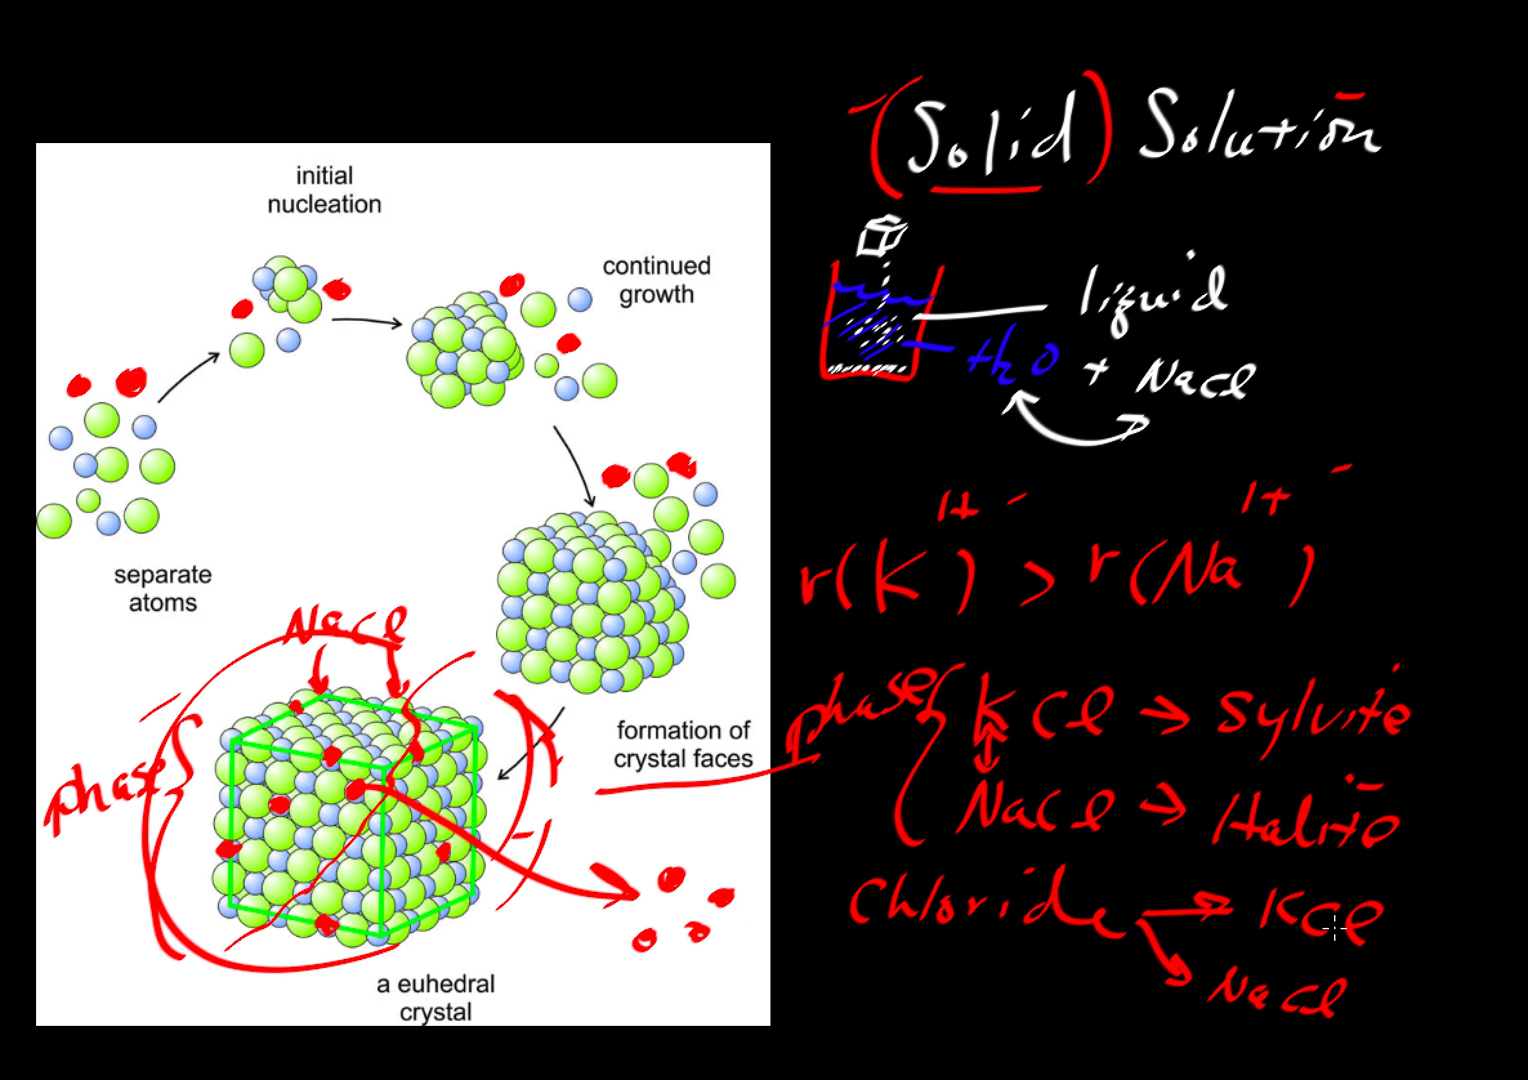 (Solid) Solution
initial
nucleation
continued
growth
liquid
H2O + NaCl
separate
atoms
r(K1+) > r(Na1+)
NaCl
formation of
crystal faces
phase
phase
KCl → Sylvite
NaCl → Halite
Chloride → KCl
NaCl
a euhedral
crystal